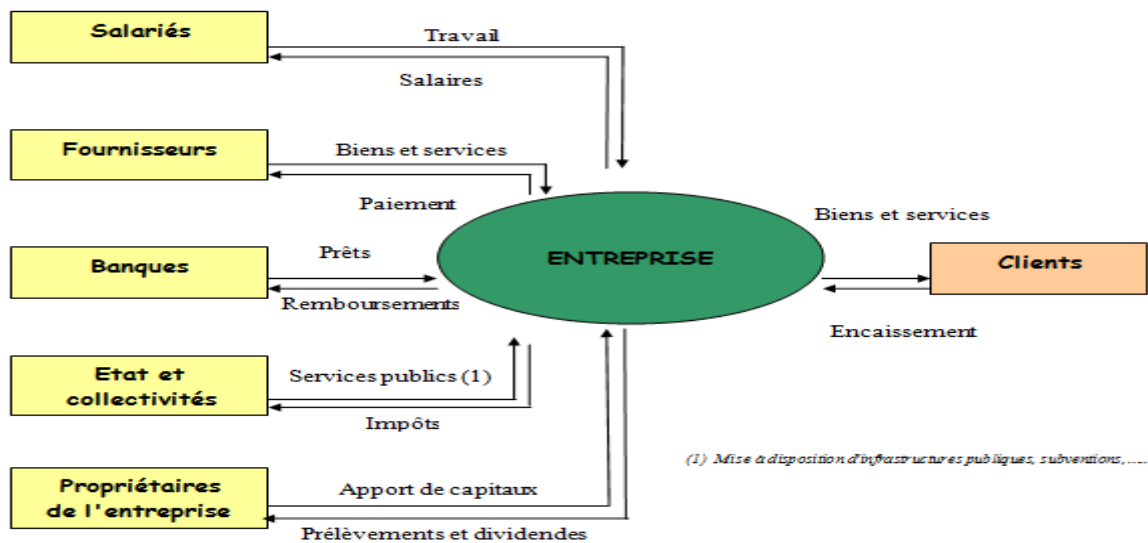 Salariés
Travail
Salaires
Fournisseurs
Biens et services
Paiement
Biens et services
Banques
Prêts
Remboursements
ENTREPRISE
Clients
Encaissement
Etat et
collectivités
Services publics (1)
Impôts
(1) Mise à disposition d'infrastructures publiques, subventions,.....
Propriétaires
de l'entreprise
Apport de capitaux
Prélèvements et dividendes